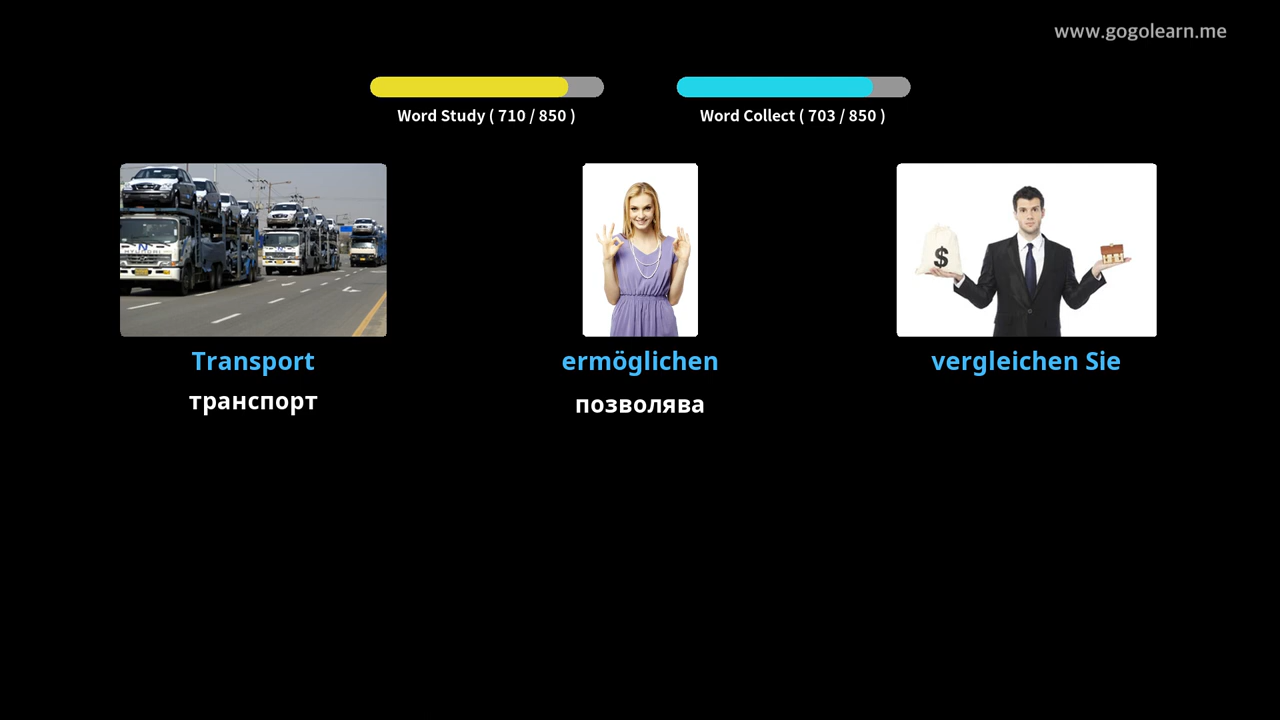 www.gogolearn.me
Word Study ( 710 / 850 )
Word Collect ( 703 / 850 )
$
Transport
ermöglichen
vergleichen Sie
транспорт
позволява